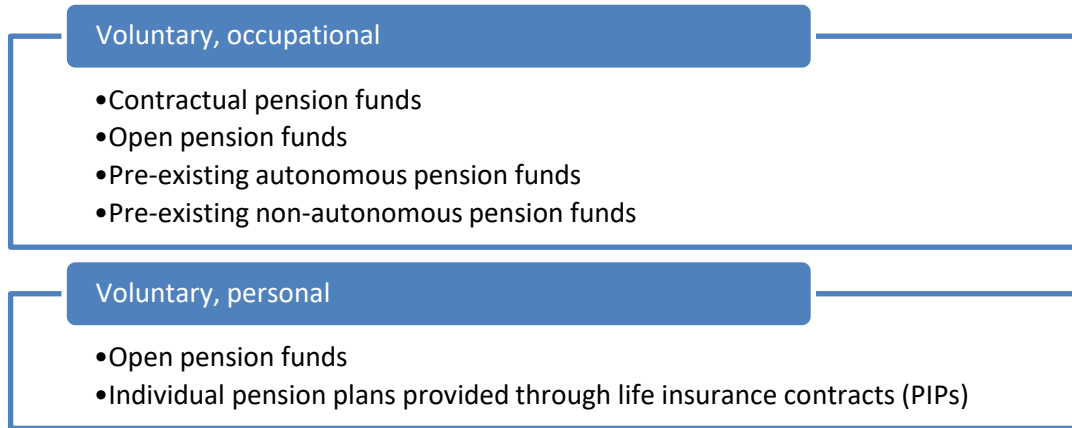 Voluntary, occupational
•Contractual pension funds
•Open pension funds
•Pre-existing autonomous pension funds
•Pre-existing non-autonomous pension funds
Voluntary, personal
•Open pension funds
•Individual pension plans provided through life insurance contracts (PIPs)